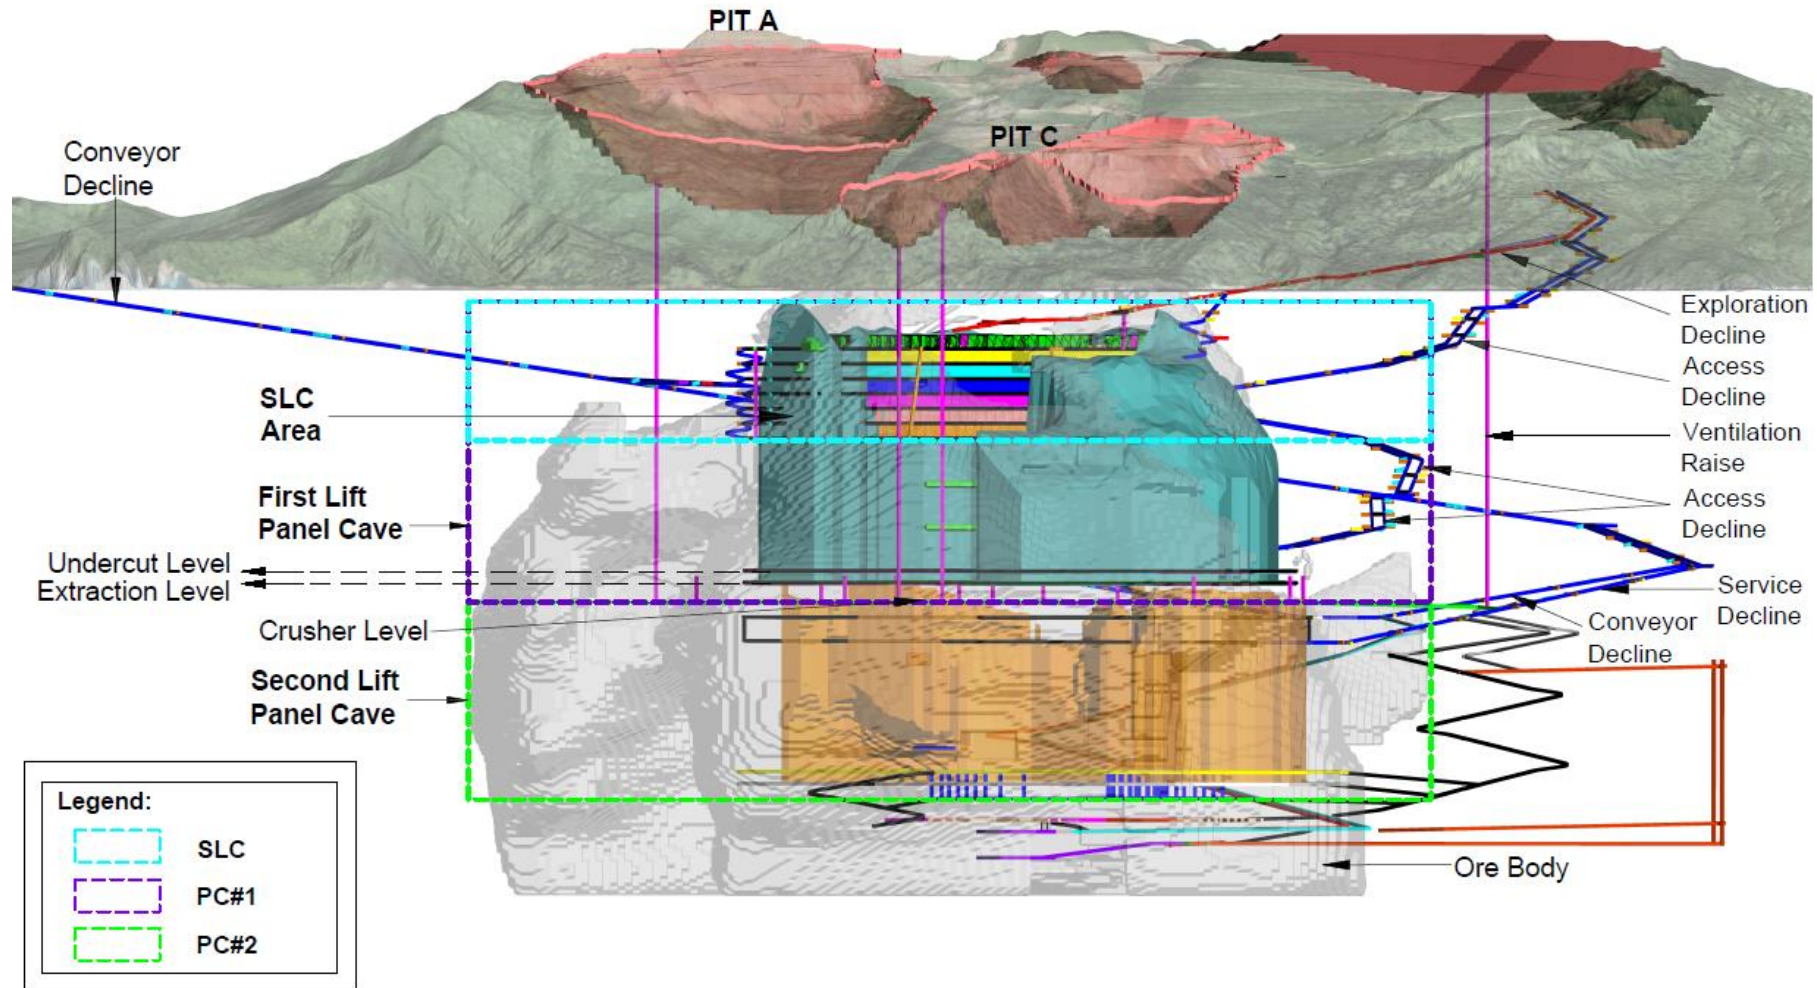 PIT A
PIT C
Conveyor
Decline
Exploration
Decline
Access
Decline
SLC
Area
Ventilation
Raise
First Lift
Panel Cave
Access
Decline
Undercut Level
Extraction Level
Service
Decline
Crusher Level
Conveyor
Decline
Second Lift
Panel Cave
Legend:
SLC
PC#1
PC#2
Ore Body